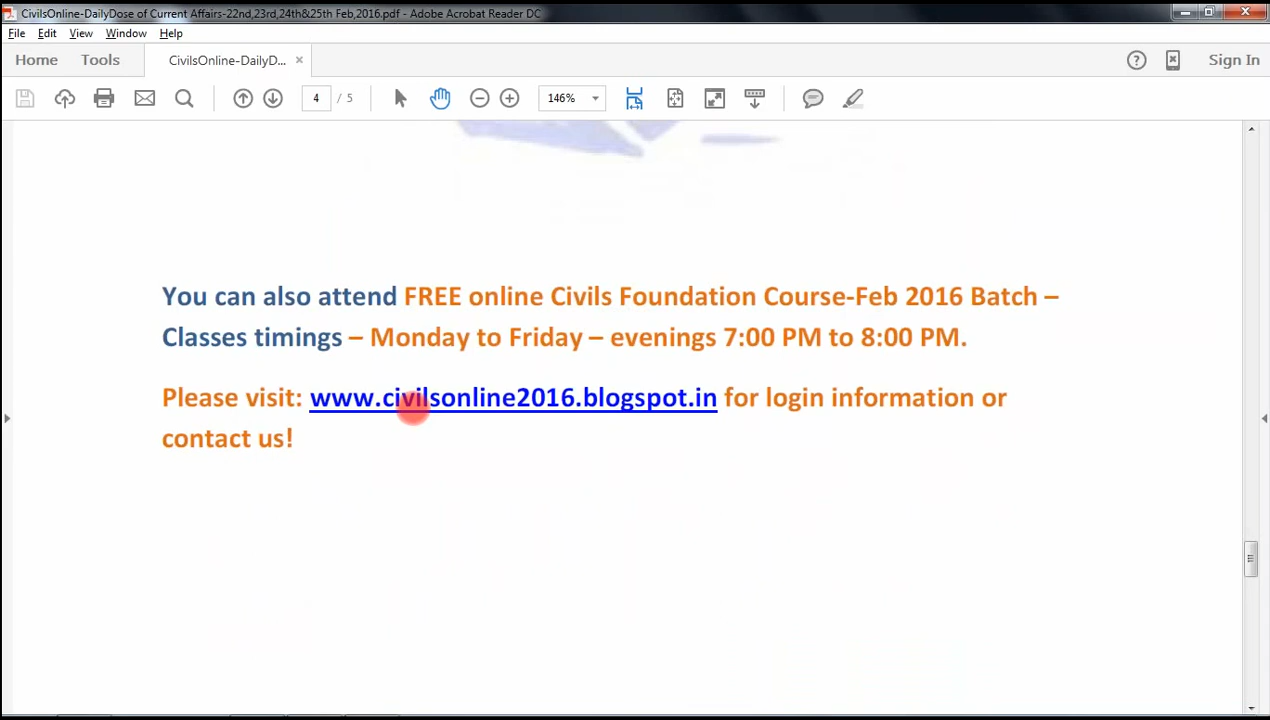 CivilsOnline-DailyDose of Current Affairs-22nd,23rd,24th&25th Feb,2016.pdf - Adobe Acrobat Reader DC
File Edit View Window Help
Home Tools CivilsOnline-DailyD... × Sign In
4 / 5 146%
You can also attend FREE online Civils Foundation Course-Feb 2016 Batch –
Classes timings – Monday to Friday – evenings 7:00 PM to 8:00 PM.
Please visit: www.civilsonline2016.blogspot.in for login information or
contact us!